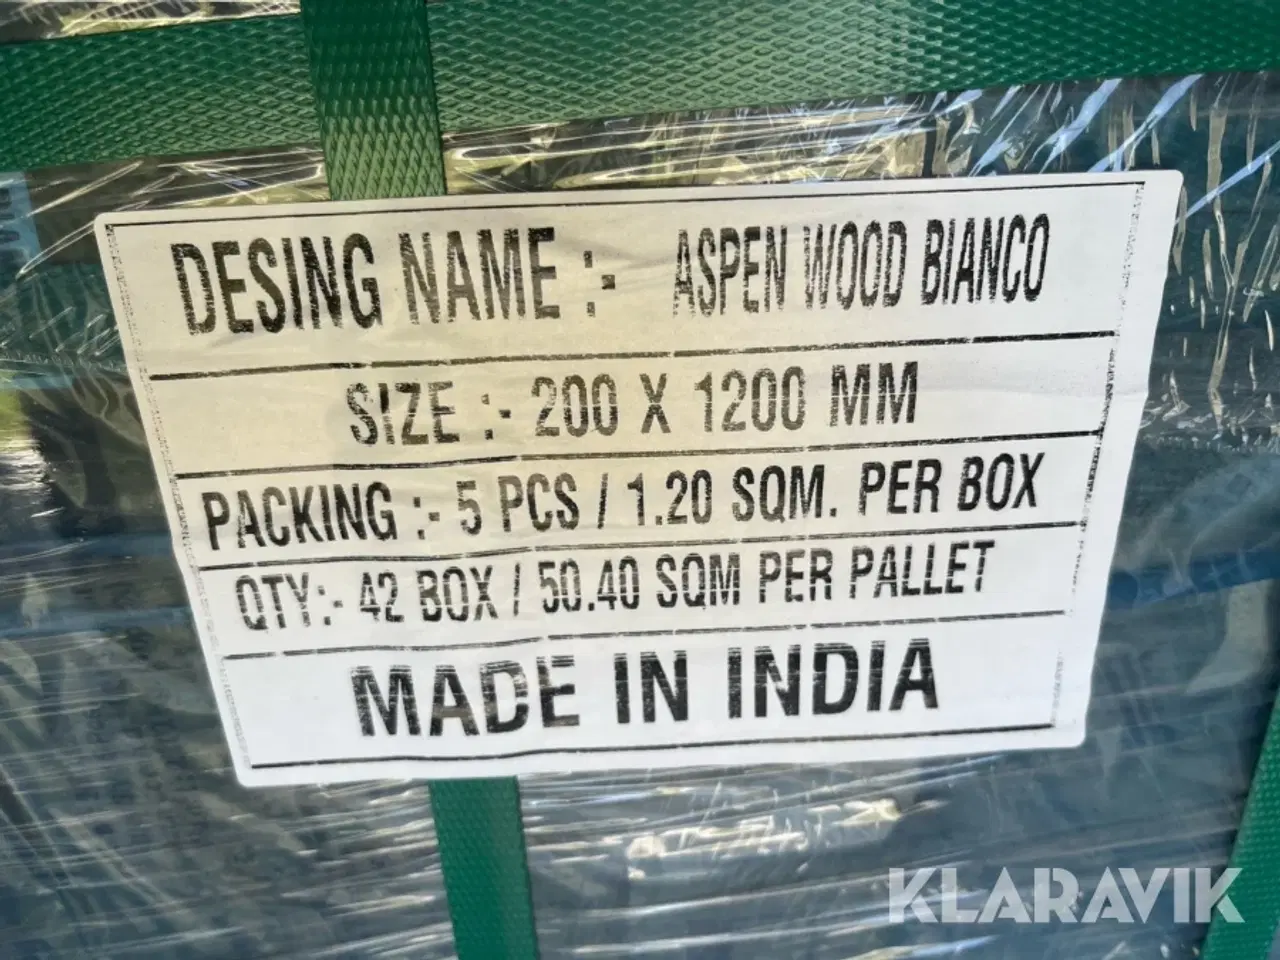 DESING NAME :- ASPEN WOOD BIANCO
SIZE :- 200 X 1200 MM
PACKING :- 5 PCS / 1.20 SQM. PER BOX
QTY:- 42 BOX / 50.40 SQM PER PALLET
MADE IN INDIA
KLARAVIK